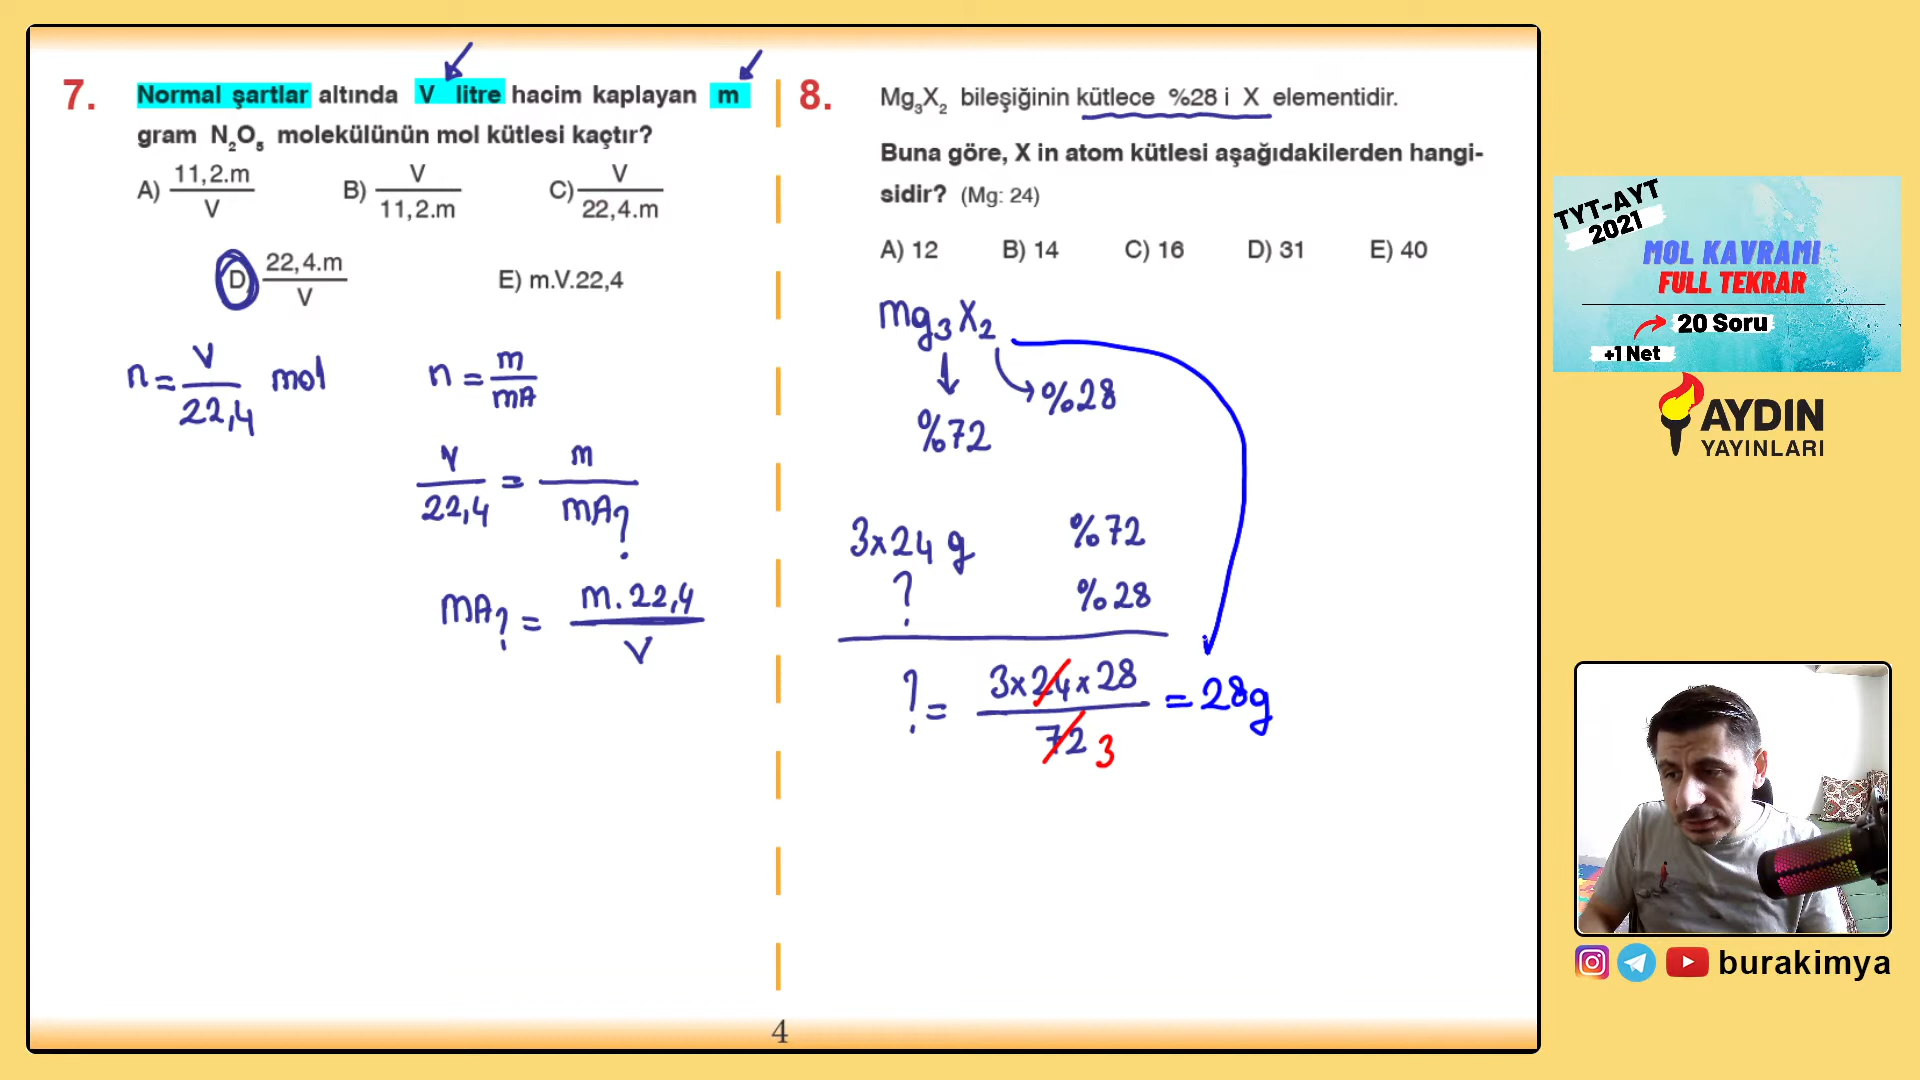 7. Normal şartlar altında V litre hacim kaplayan m
gram N₂O₅ molekülünün mol kütlesi kaçtır?
A) 11,2.m / V B) V / 11,2.m C) V / 22,4.m
D) 22,4.m / V E) m.V.22,4
n = V / 22,4 mol
n = m / mA
V / 22,4 = m / mA?
mA? = m . 22,4 / V
8. Mg₃X₂ bileşiğinin kütlece %28 i X elementidir.
Buna göre, X in atom kütlesi aşağıdakilerden hangi-
sidir? (Mg: 24)
A) 12 B) 14 C) 16 D) 31 E) 40
Mg₃X₂
%28
%72
3x24 g %72
? %28
? = 3x24x28 / 72 3 = 28g
4
TYT-AYT
2021
MOL KAVRAMI
FULL TEKRAR
20 Soru
+1 Net
AYDIN
YAYINLARI
burakimya